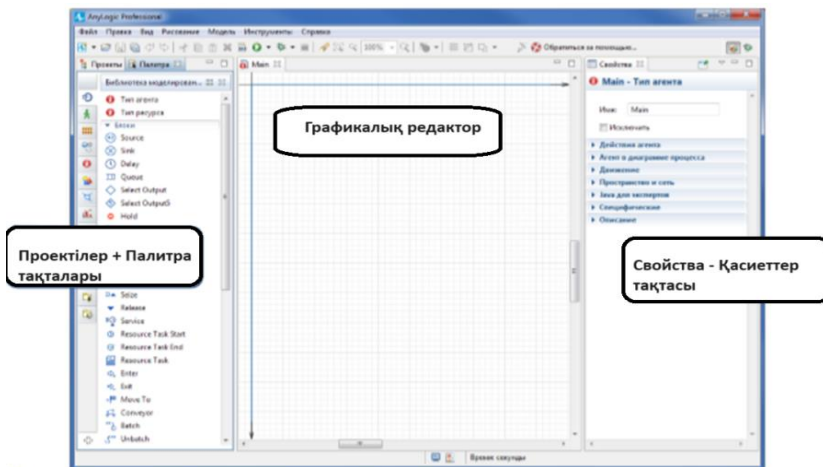 AnyLogic Professional
Файл Правка Вид Рисование Модель Инструменты Справка
100%
Обратиться за помощью...
Проекты Палитра
Main
Свойства
Библиотека моделирован...
Тип агента
Тип ресурса
Блоки
Source
Sink
Delay
Queue
Select Output
Select Output5
Hold
Seize
Release
Service
Resource Task Start
Resource Task End
Resource Task
Enter
Exit
Move To
Conveyor
Batch
Unbatch
Графикалық редактор
Проектілер + Палитра
тақталары
Main - Тип агента
Имя: Main
Исключить
Действия агента
Агент в диаграмме процесса
Движение
Пространство и сеть
Java для экспертов
Специфические
Описание
Свойства - Қасиеттер
тақтасы
Время: секунды